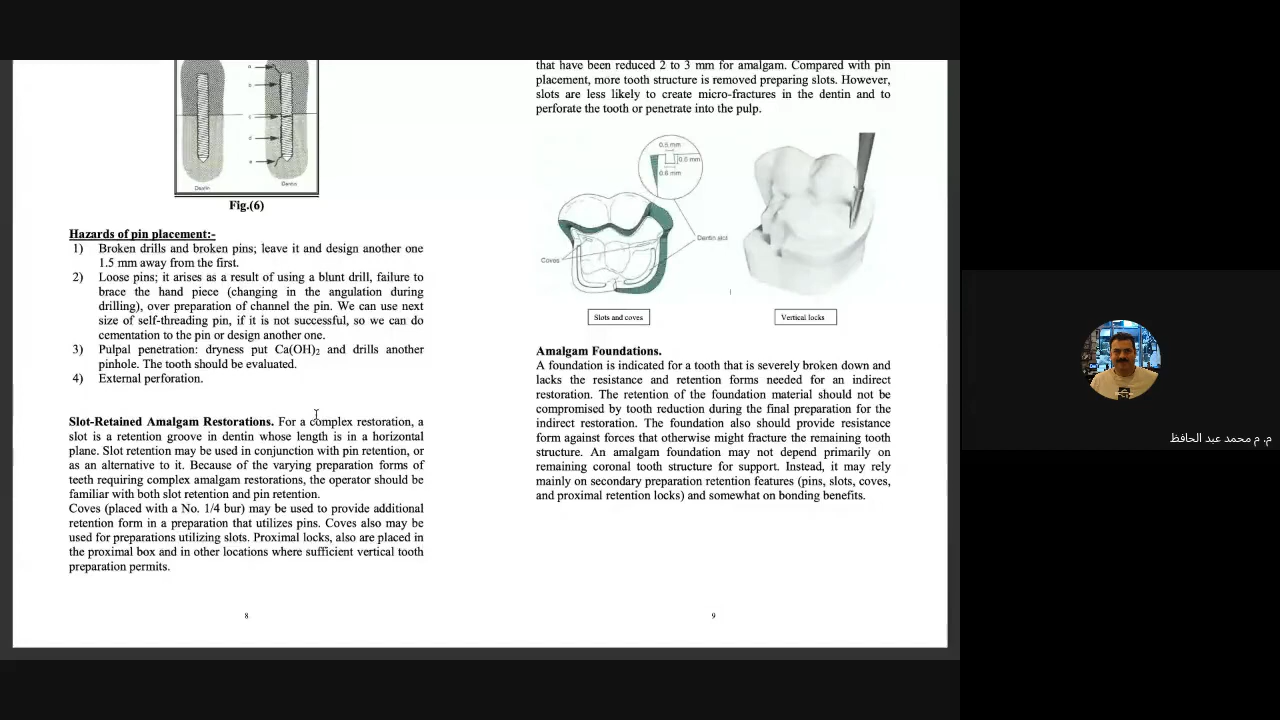 Dentin
Dentin
Fig.(6)
Hazards of pin placement:-
1) Broken drills and broken pins; leave it and design another one
1.5 mm away from the first.
2) Loose pins; it arises as a result of using a blunt drill, failure to
brace the hand piece (changing in the angulation during
drilling), over preparation of channel the pin. We can use next
size of self-threading pin, if it is not successful, so we can do
cementation to the pin or design another one.
3) Pulpal penetration: dryness put Ca(OH)₂ and drills another
pinhole. The tooth should be evaluated.
4) External perforation.
Slot-Retained Amalgam Restorations. For a complex restoration, a
slot is a retention groove in dentin whose length is in a horizontal
plane. Slot retention may be used in conjunction with pin retention, or
as an alternative to it. Because of the varying preparation forms of
teeth requiring complex amalgam restorations, the operator should be
familiar with both slot retention and pin retention.
Coves (placed with a No. 1/4 bur) may be used to provide additional
retention form in a preparation that utilizes pins. Coves also may be
used for preparations utilizing slots. Proximal locks, also are placed in
the proximal box and in other locations where sufficient vertical tooth
preparation permits.
8
that have been reduced 2 to 3 mm for amalgam. Compared with pin
placement, more tooth structure is removed preparing slots. However,
slots are less likely to create micro-fractures in the dentin and to
perforate the tooth or penetrate into the pulp.
0.5 mm
0.6 mm
Dentin slot
Coves
Slots and coves
Vertical locks
Amalgam Foundations.
A foundation is indicated for a tooth that is severely broken down and
lacks the resistance and retention forms needed for an indirect
restoration. The retention of the foundation material should not be
compromised by tooth reduction during the final preparation for the
indirect restoration. The foundation also should provide resistance
form against forces that otherwise might fracture the remaining tooth
structure. An amalgam foundation may not depend primarily on
remaining coronal tooth structure for support. Instead, it may rely
mainly on secondary preparation retention features (pins, slots, coves,
and proximal retention locks) and somewhat on bonding benefits.
9
م. م محمد عبد الحافظ